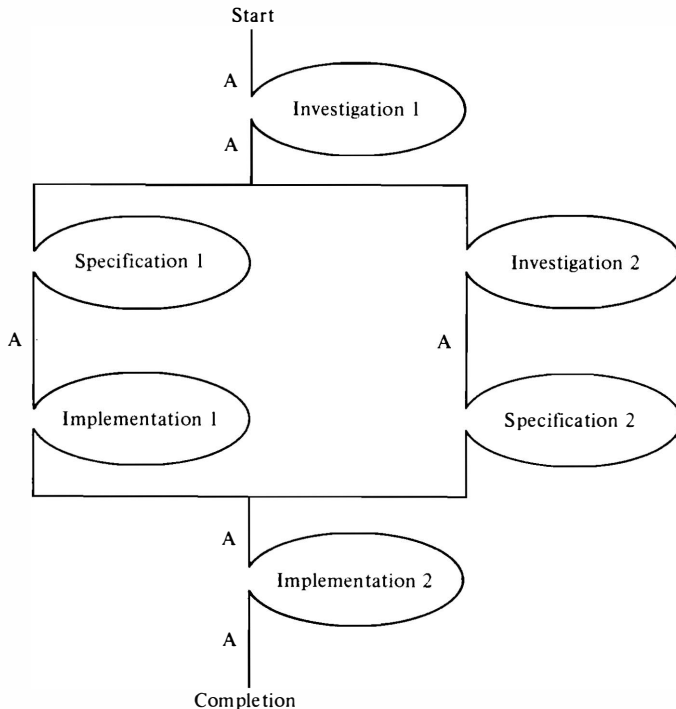 Start
A
Investigation 1
A
Specification 1
Investigation 2
A
A
Implementation 1
Specification 2
A
Implementation 2
A
Completion